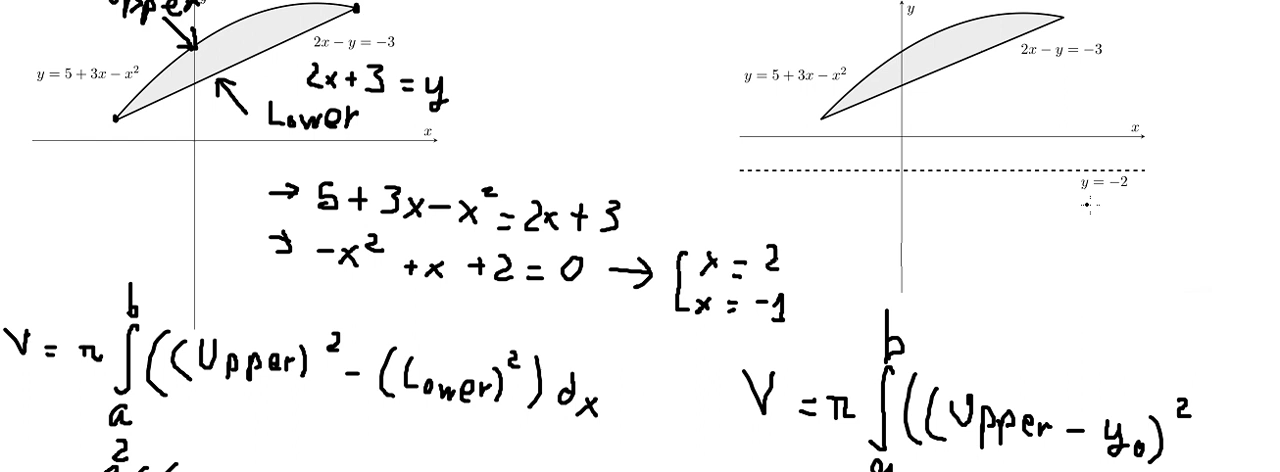 Upper
2x − y = −3
y = 5 + 3x − x²
2x + 3 = y
Lower
x
→ 5 + 3x − x² = 2x + 3
→ −x² + x + 2 = 0 → [ x = 2
x = −1
V = π ∫ₐᵇ ((Upper)² − (Lower)²) dx
2
y
2x − y = −3
y = 5 + 3x − x²
x
y = −2
V = π ∫ᵇ ((Upper − y₀)²